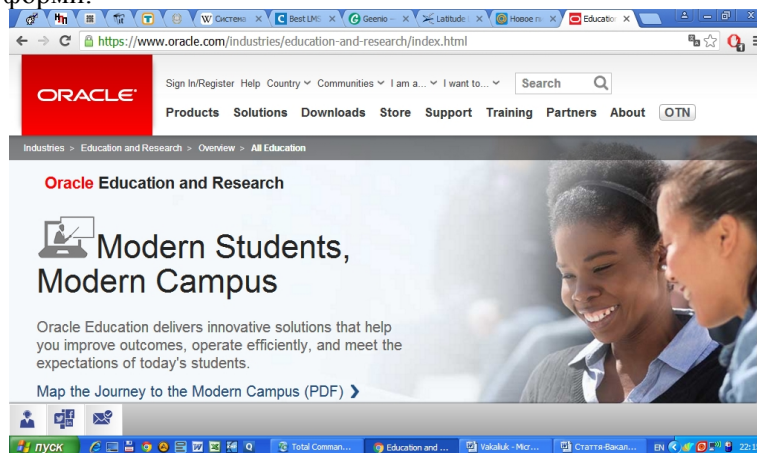 форми.
Система
Best LMS
Geenio –
Latitude
Новое п
Educatio
https://www.oracle.com/industries/education-and-research/index.html
ORACLE
Sign In/Register Help Country Communities I am a... I want to... Search
Products Solutions Downloads Store Support Training Partners About OTN
Industries > Education and Research > Overview > All Education
Oracle Education and Research
Modern Students,
Modern Campus
Oracle Education delivers innovative solutions that help
you improve outcomes, operate efficiently, and meet the
expectations of today's students.
Map the Journey to the Modern Campus (PDF)
пуск Total Comman... Education and ... Vakaliuk - Micr... Стаття-Вакал... EN